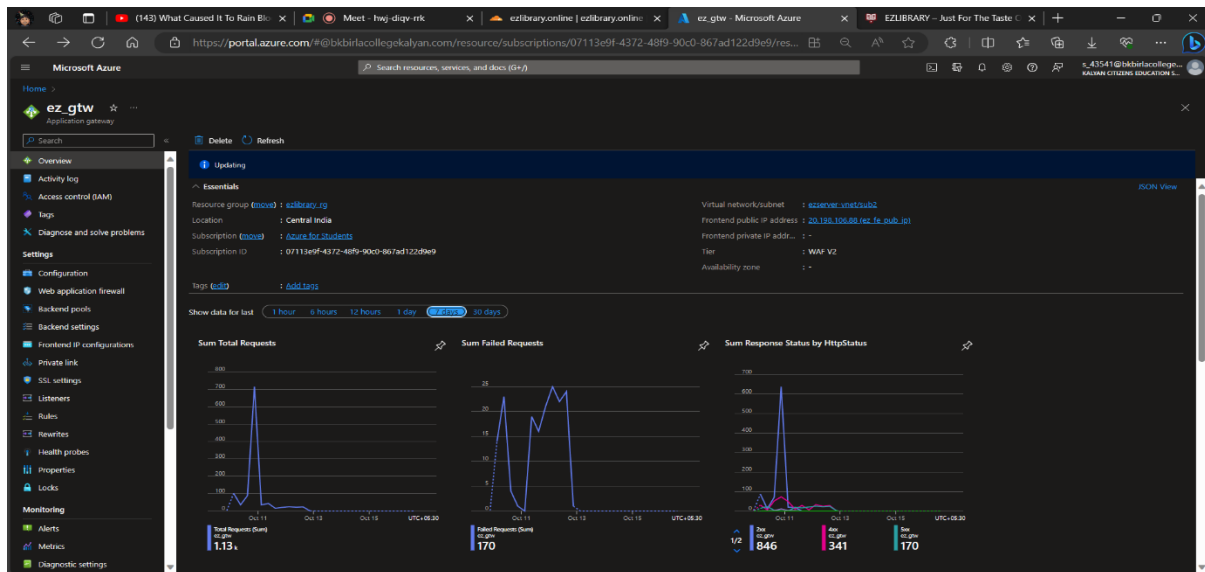 (143) What Caused It To Rain Blo
Meet - hwj-diqv-rrk
ezlibrary.online | ezlibrary.online
ez_gtw - Microsoft Azure
EZLIBRARY – Just For The Taste
https://portal.azure.com/#@bkbirlacollegekalyan.com/resource/subscriptions/07113e9f-4372-48f9-90c0-867ad122d9e9/res...
Microsoft Azure
Search resources, services, and docs (G+/)
s_43541@bkbirlacollege...
KALYAN CITIZENS EDUCATION S...
Home >
ez_gtw
Application gateway
Search
Delete
Refresh
Updating
Overview
Activity log
Access control (IAM)
Tags
Diagnose and solve problems
Settings
Configuration
Web application firewall
Backend pools
Backend settings
Frontend IP configurations
Private link
SSL settings
Listeners
Rules
Rewrites
Health probes
Properties
Locks
Monitoring
Alerts
Metrics
Diagnostic settings
Essentials
JSON View
Resource group (move) : ezlibrary_rg
Location : Central India
Subscription (move) : Azure for Students
Subscription ID : 07113e9f-4372-48f9-90c0-867ad122d9e9
Virtual network/subnet : ezserver-vnet/sub2
Frontend public IP address : 20.198.106.80 (ez_fe_pub_ip)
Frontend private IP addr... : -
Tier : WAF V2
Availability zone : -
Tags (edit) : Add tags
Show data for last
1 hour
6 hours
12 hours
1 day
7 days
30 days
Sum Total Requests
800
700
600
500
400
300
200
100
0
Oct 11
Oct 13
Oct 15
UTC+05:30
Total Requests (Sum)
ez_gtw
1.13 k
Sum Failed Requests
25
20
15
10
5
0
Oct 11
Oct 13
Oct 15
UTC+05:30
Failed Requests (Sum)
ez_gtw
170
Sum Response Status by HttpStatus
700
600
500
400
300
200
100
0
Oct 11
Oct 13
Oct 15
UTC+05:30
1/2
2xx
ez_gtw
846
4xx
ez_gtw
341
5xx
ez_gtw
170